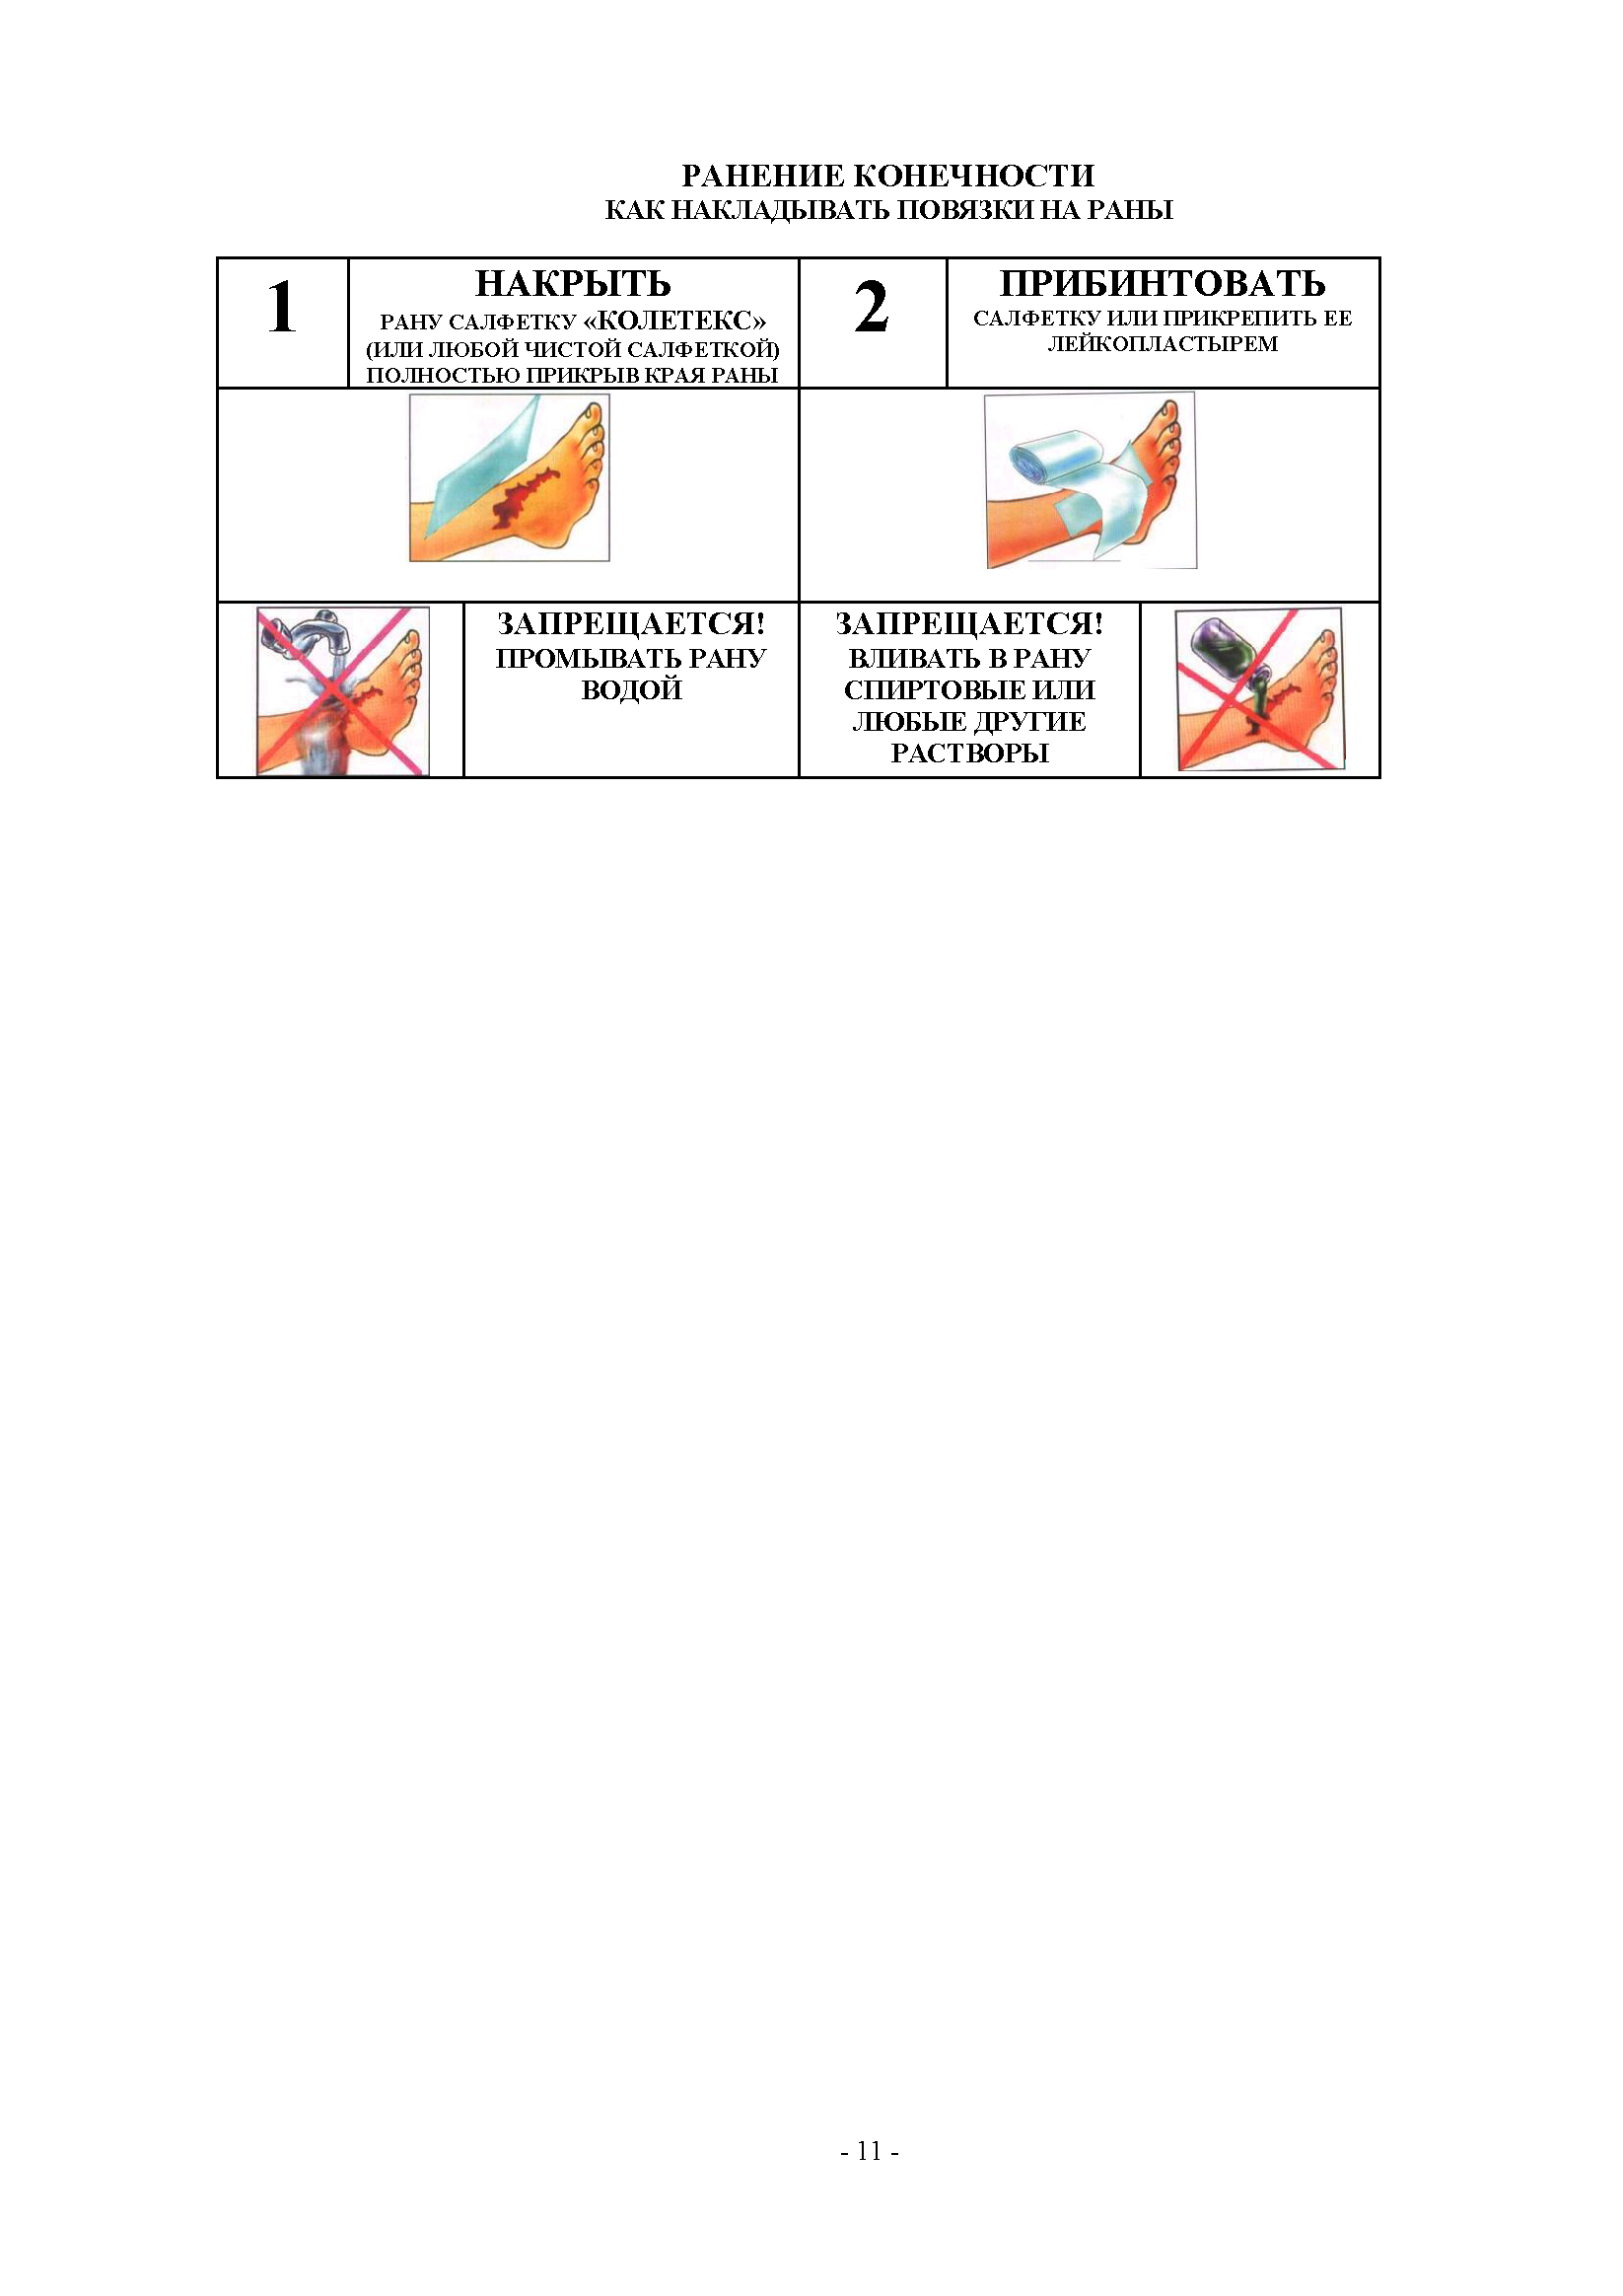 РАНЕНИЕ КОНЕЧНОСТИ
КАК НАКЛАДЫВАТЬ ПОВЯЗКИ НА РАНЫ
1
НАКРЫТЬ
РАНУ САЛФЕТКУ «КОЛЕТЕКС»
(ИЛИ ЛЮБОЙ ЧИСТОЙ САЛФЕТКОЙ)
ПОЛНОСТЬЮ ПРИКРЫВ КРАЯ РАНЫ
2
ПРИБИНТОВАТЬ
САЛФЕТКУ ИЛИ ПРИКРЕПИТЬ ЕЕ
ЛЕЙКОПЛАСТЫРЕМ
ЗАПРЕЩАЕТСЯ!
ПРОМЫВАТЬ РАНУ
ВОДОЙ
ЗАПРЕЩАЕТСЯ!
ВЛИВАТЬ В РАНУ
СПИРТОВЫЕ ИЛИ
ЛЮБЫЕ ДРУГИЕ
РАСТВОРЫ
- 11 -